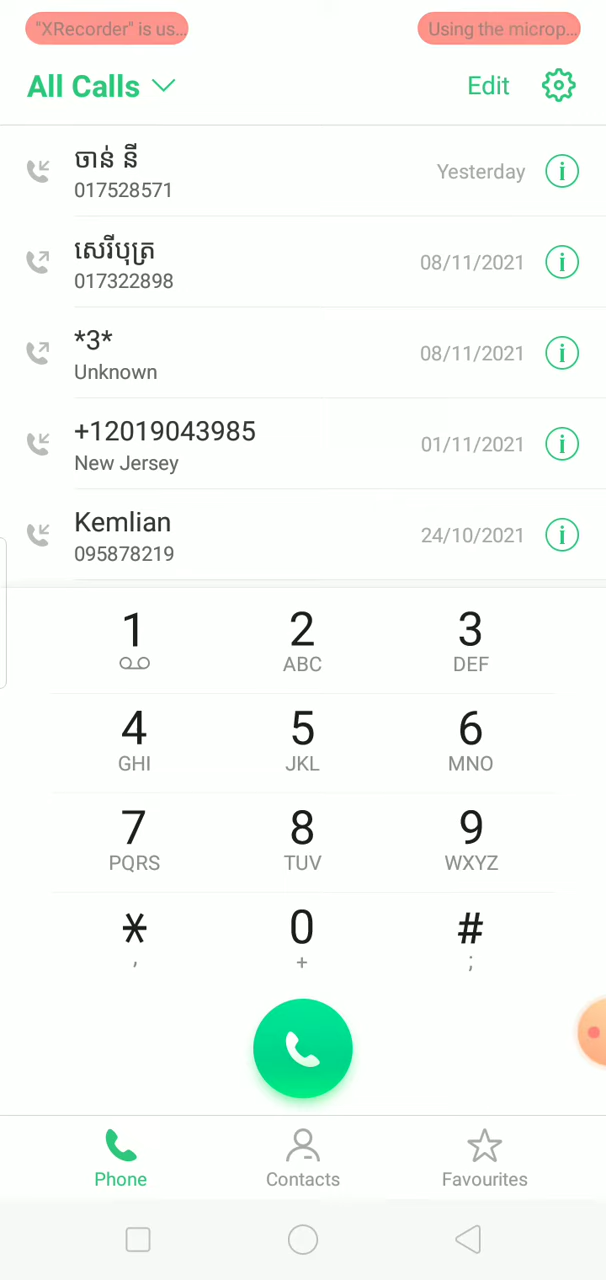 "XRecorder" is us...
Using the microp...
All Calls
Edit
ចាន់ នី
017528571
Yesterday
សេរីបុត្រ
017322898
08/11/2021
*3*
Unknown
08/11/2021
+12019043985
New Jersey
01/11/2021
Kemlian
095878219
24/10/2021
1 2 3
ABC DEF
4 5 6
GHI JKL MNO
7 8 9
PQRS TUV WXYZ
* 0 #
, + ;
Phone Contacts Favourites